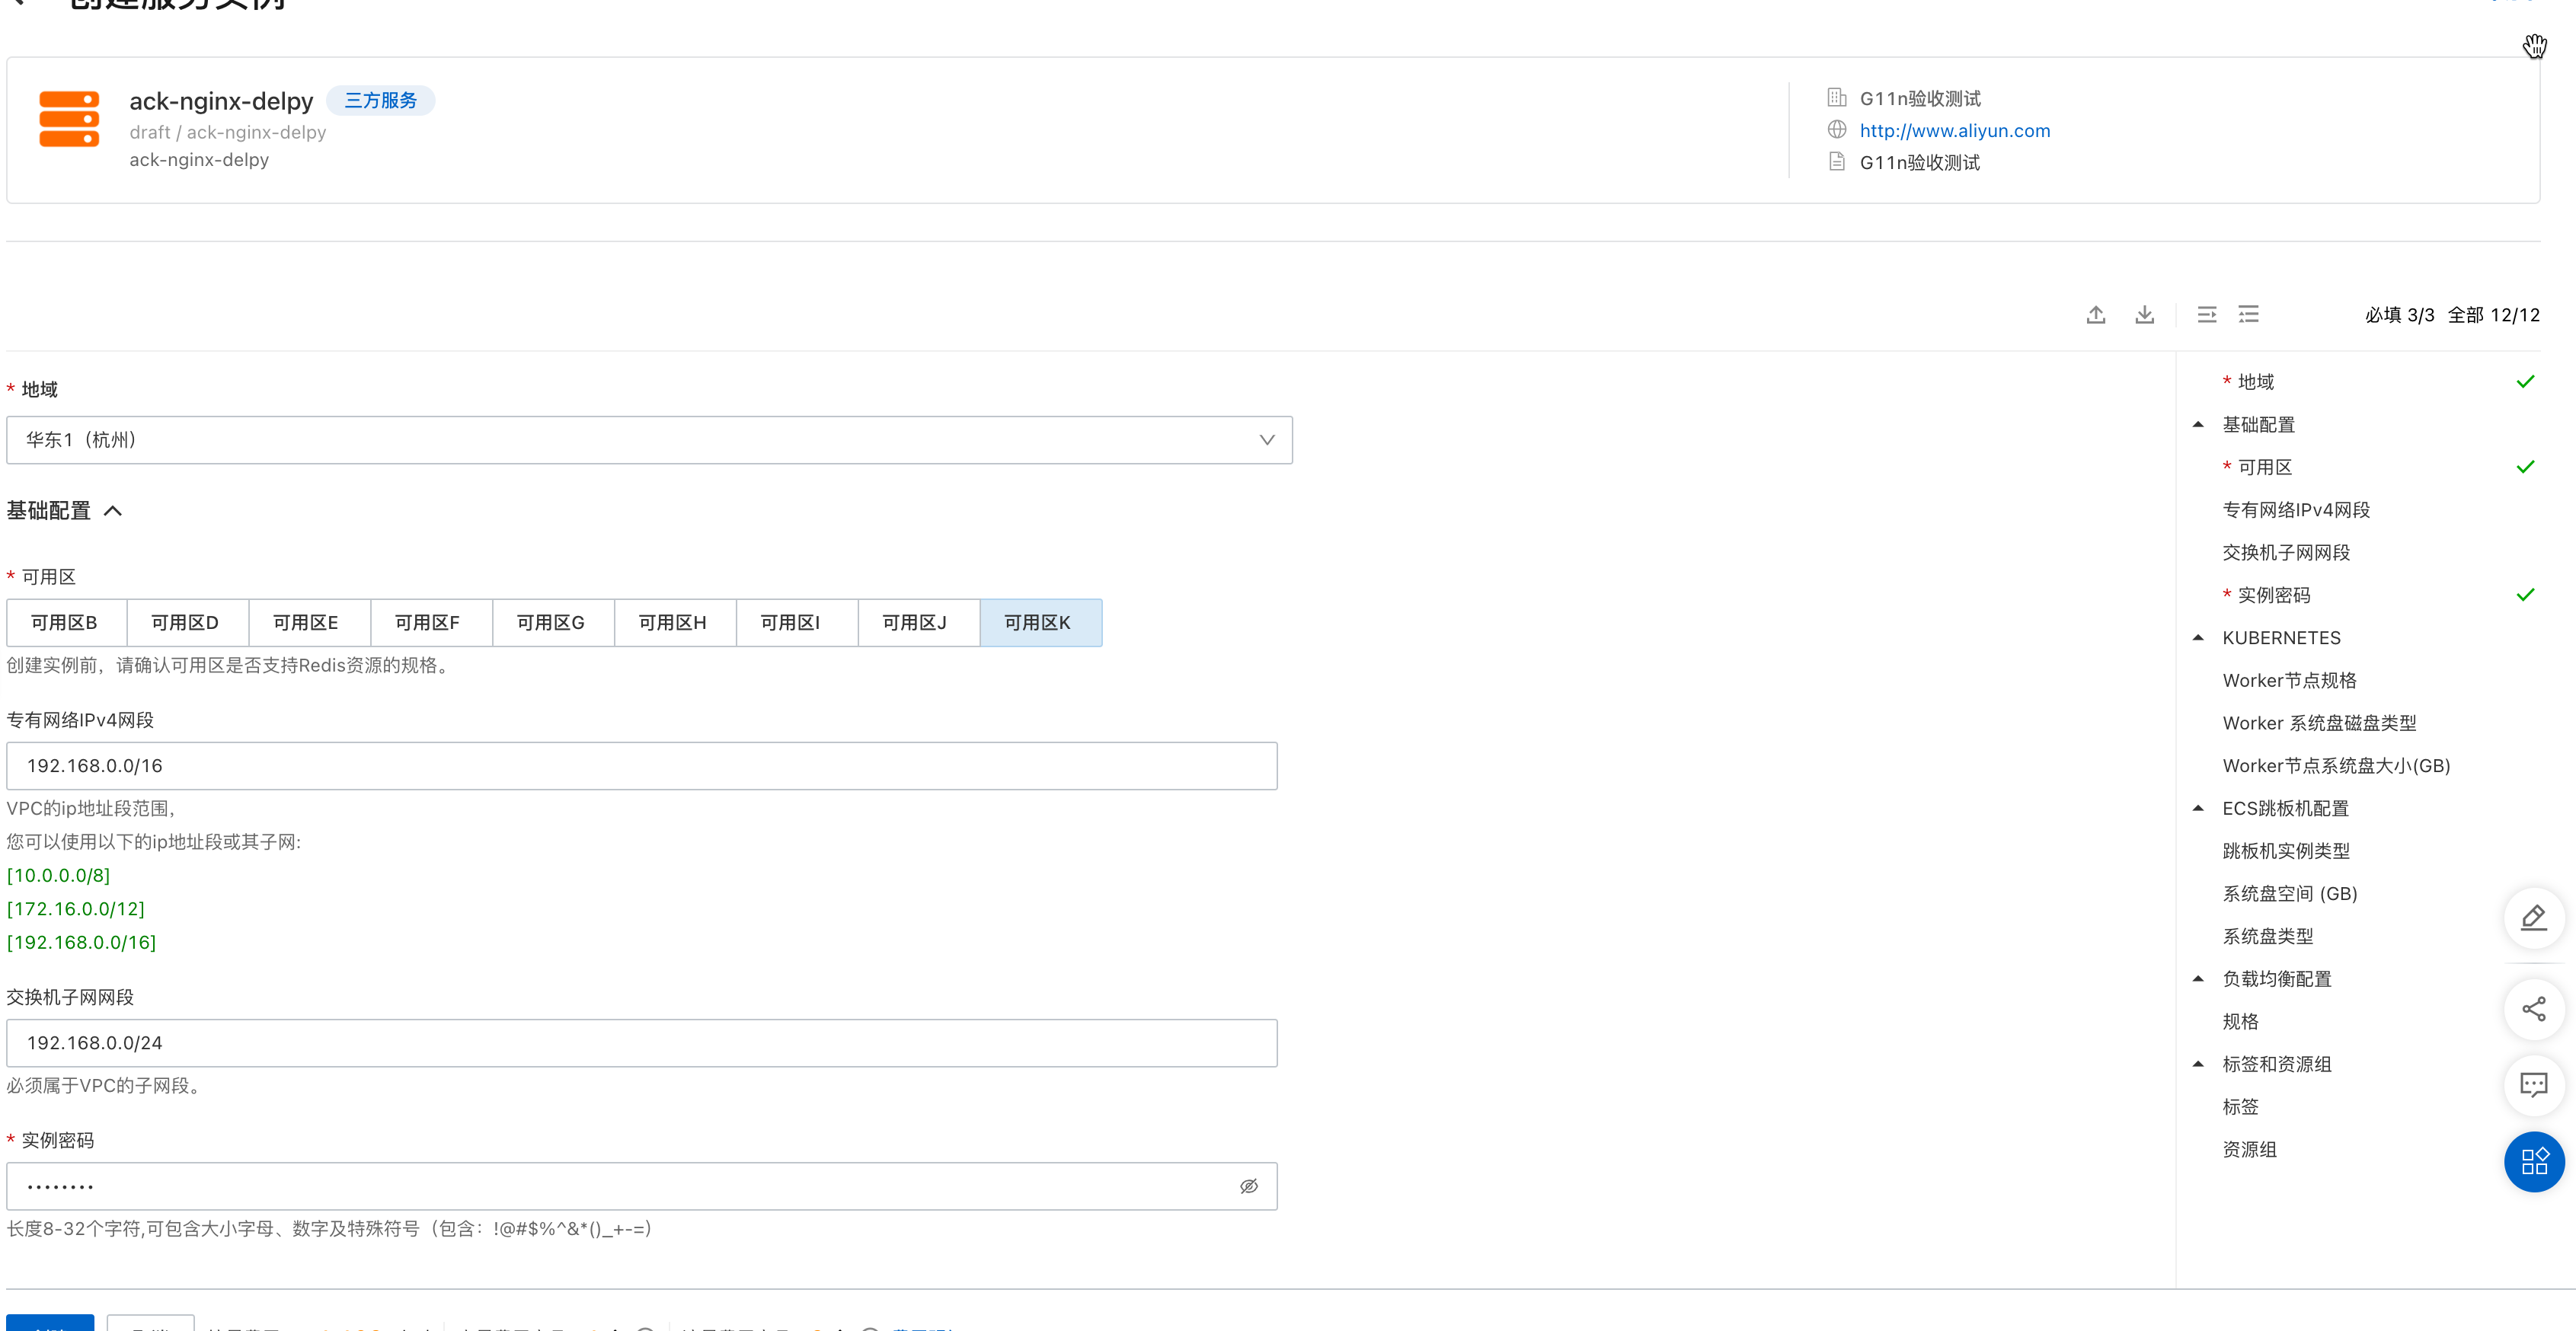 创建服务实例
ack-nginx-delpy 三方服务
draft / ack-nginx-delpy
ack-nginx-delpy
G11n验收测试
http://www.aliyun.com
G11n验收测试
必填 3/3 全部 12/12
* 地域
华东1（杭州）
基础配置
* 可用区
可用区B 可用区D 可用区E 可用区F 可用区G 可用区H 可用区I 可用区J 可用区K
创建实例前，请确认可用区是否支持Redis资源的规格。
专有网络IPv4网段
192.168.0.0/16
VPC的ip地址段范围,
您可以使用以下的ip地址段或其子网:
[10.0.0.0/8]
[172.16.0.0/12]
[192.168.0.0/16]
交换机子网网段
192.168.0.0/24
必须属于VPC的子网段。
* 实例密码
········
长度8-32个字符,可包含大小字母、数字及特殊符号（包含：!@#$%^&*()_+-=）
* 地域
基础配置
* 可用区
专有网络IPv4网段
交换机子网网段
* 实例密码
KUBERNETES
Worker节点规格
Worker 系统盘磁盘类型
Worker节点系统盘大小(GB)
ECS跳板机配置
跳板机实例类型
系统盘空间 (GB)
系统盘类型
负载均衡配置
规格
标签和资源组
标签
资源组